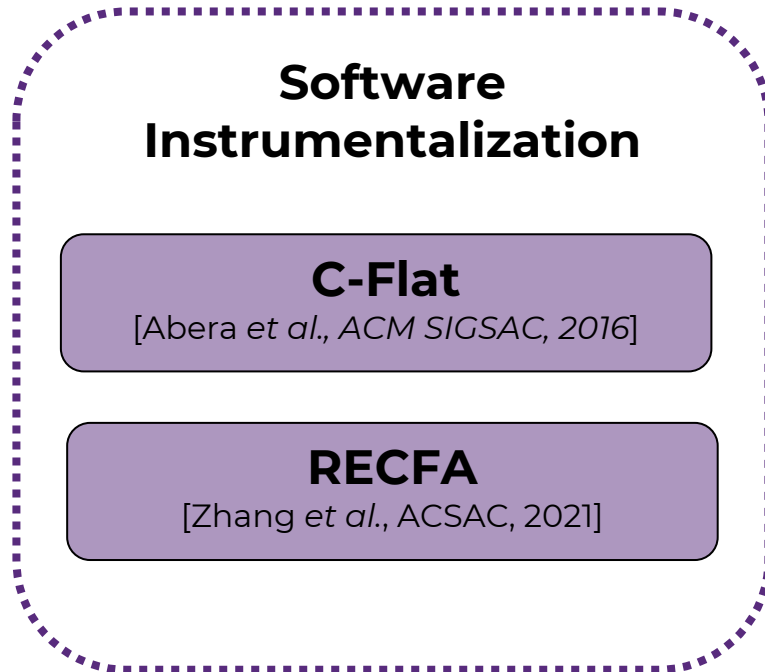 Software
Instrumentalization
C-Flat
[Abera et al., ACM SIGSAC, 2016]
RECFA
[Zhang et al., ACSAC, 2021]